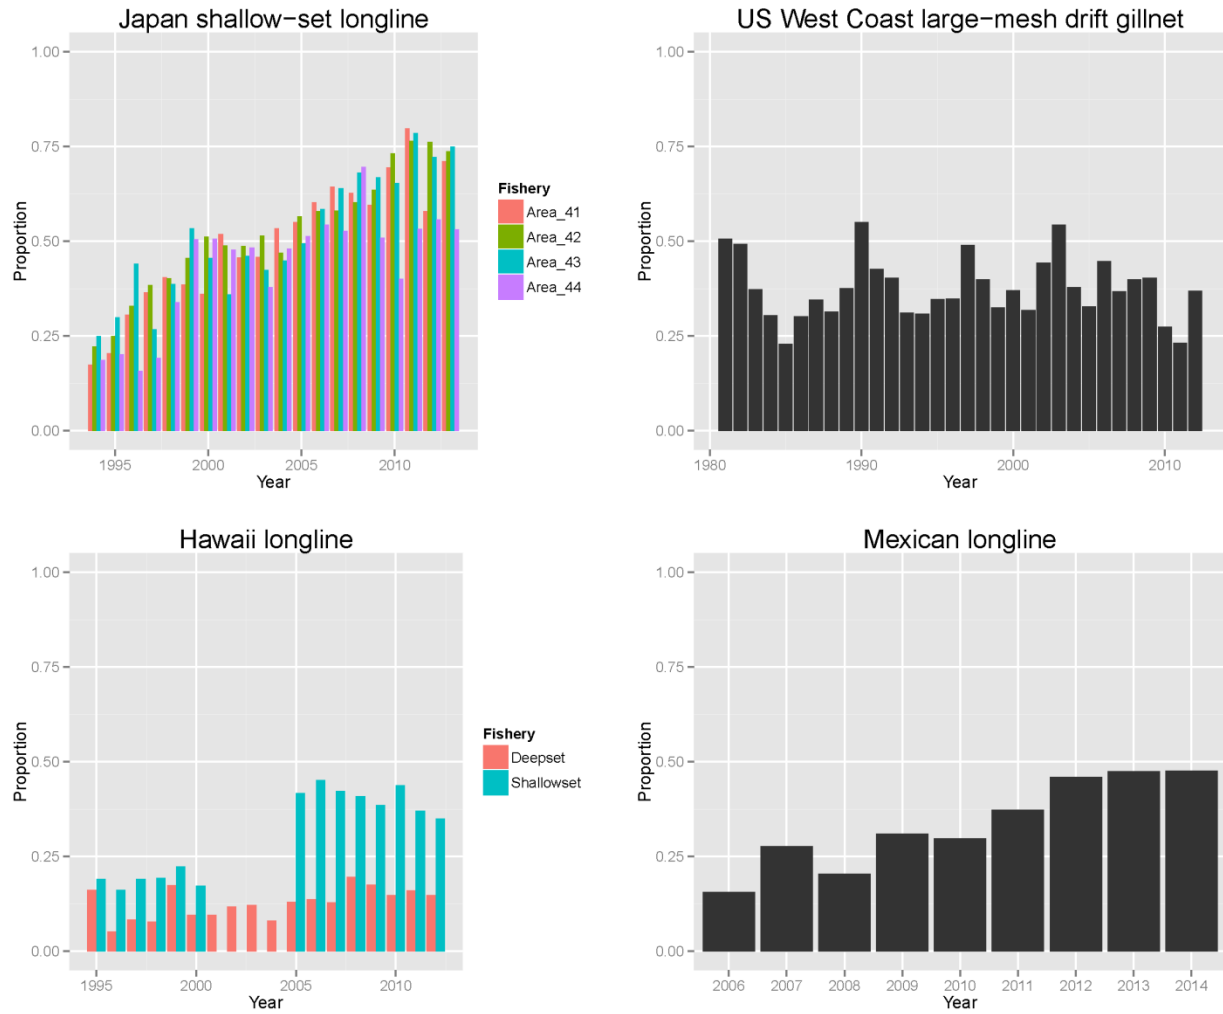 Japan shallow−set longline
1.00
0.75
0.50
0.25
0.00
Proportion
1995 2000 2005 2010
Year
Fishery
Area_41
Area_42
Area_43
Area_44
US West Coast large−mesh drift gillnet
1.00
0.75
0.50
0.25
0.00
Proportion
1980 1990 2000 2010
Year
Hawaii longline
1.00
0.75
0.50
0.25
0.00
Proportion
1995 2000 2005 2010
Year
Fishery
Deepset
Shallowset
Mexican longline
1.00
0.75
0.50
0.25
0.00
Proportion
2006 2007 2008 2009 2010 2011 2012 2013 2014
Year